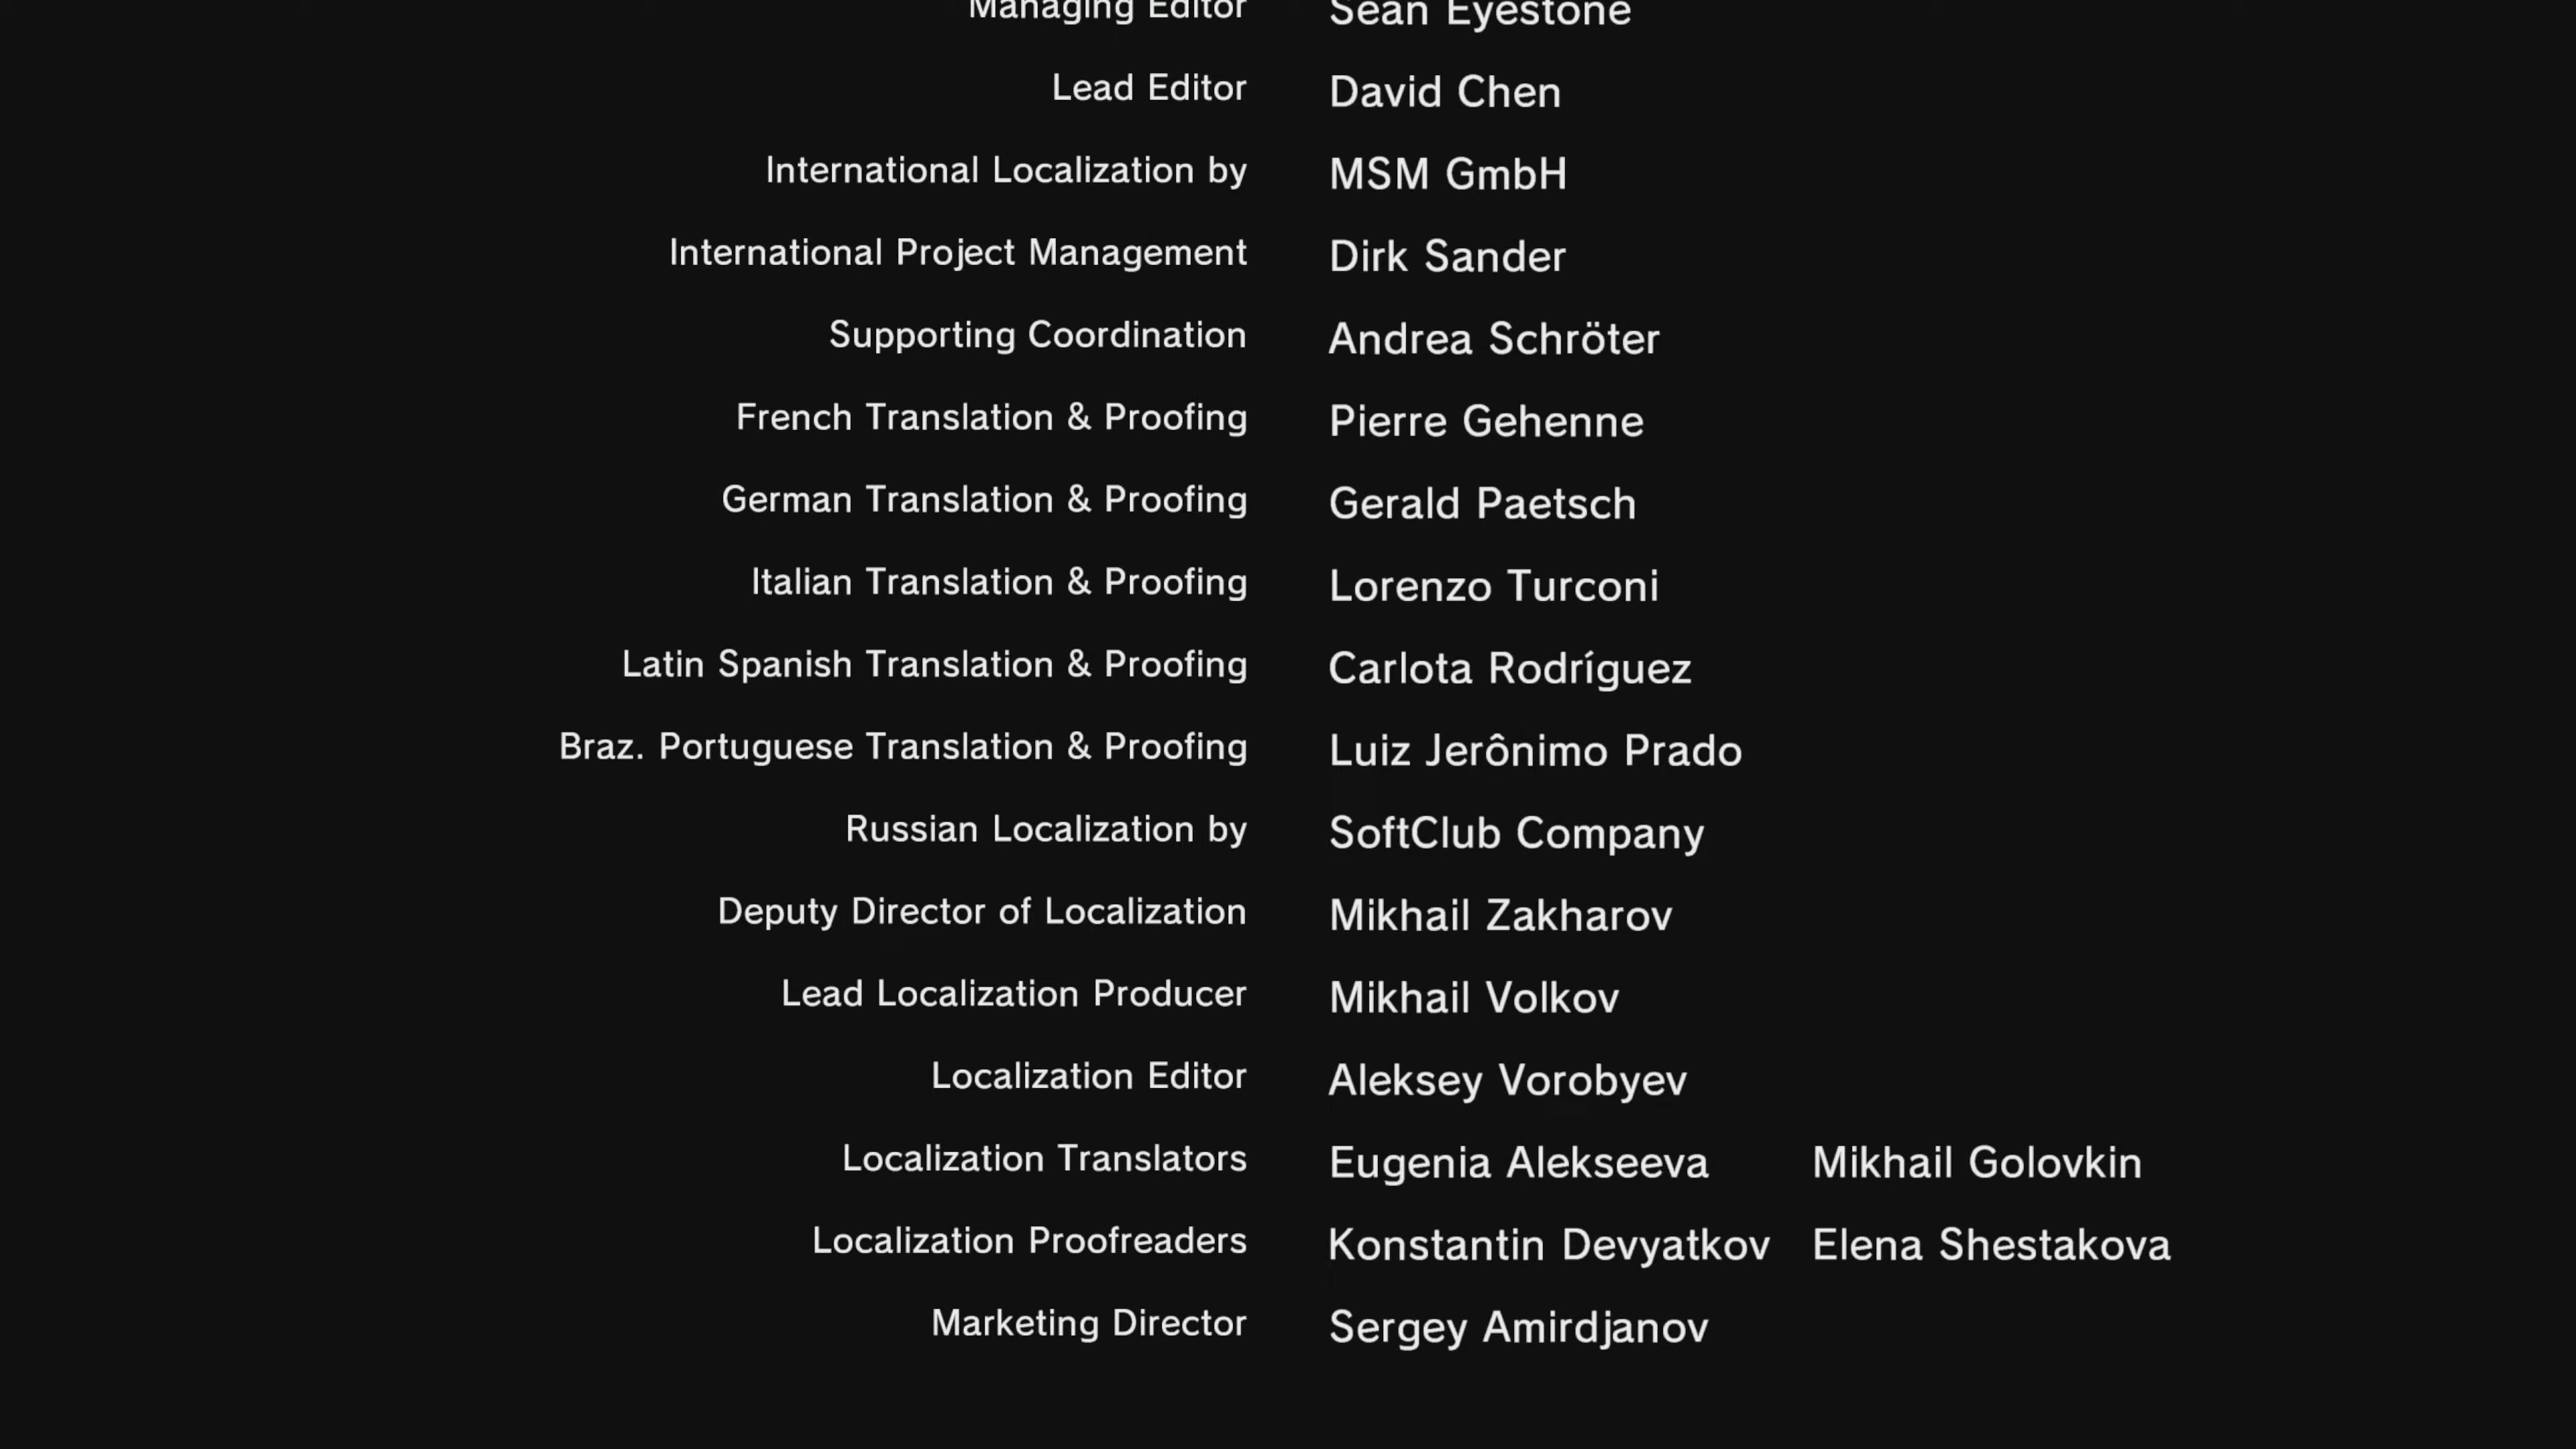 Managing Editor Sean Eyestone
Lead Editor David Chen
International Localization by MSM GmbH
International Project Management Dirk Sander
Supporting Coordination Andrea Schröter
French Translation & Proofing Pierre Gehenne
German Translation & Proofing Gerald Paetsch
Italian Translation & Proofing Lorenzo Turconi
Latin Spanish Translation & Proofing Carlota Rodríguez
Braz. Portuguese Translation & Proofing Luiz Jerônimo Prado
Russian Localization by SoftClub Company
Deputy Director of Localization Mikhail Zakharov
Lead Localization Producer Mikhail Volkov
Localization Editor Aleksey Vorobyev
Localization Translators Eugenia Alekseeva Mikhail Golovkin
Localization Proofreaders Konstantin Devyatkov Elena Shestakova
Marketing Director Sergey Amirdjanov